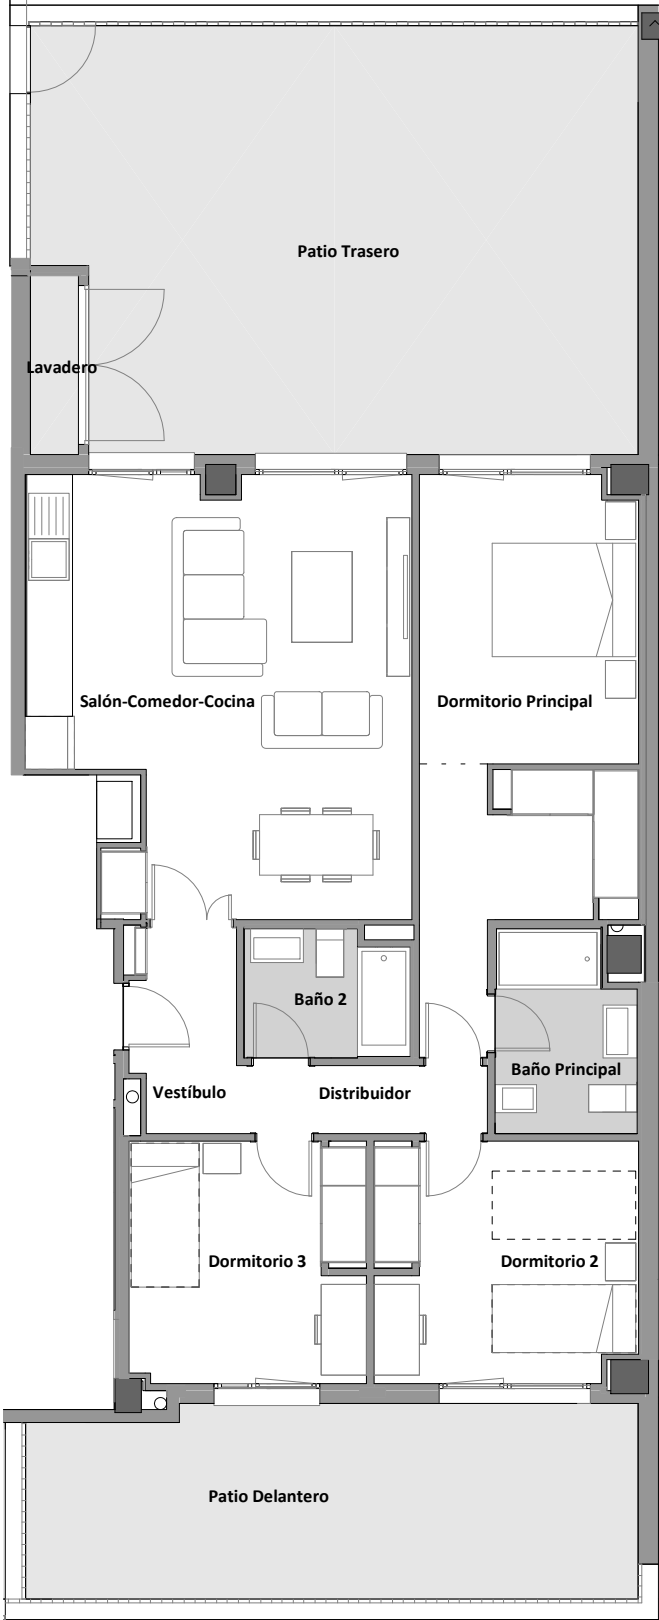 Patio Trasero
Lavadero
Salón-Comedor-Cocina
Dormitorio Principal
Baño 2
Baño Principal
Vestíbulo
Distribuidor
Dormitorio 3
Dormitorio 2
Patio Delantero